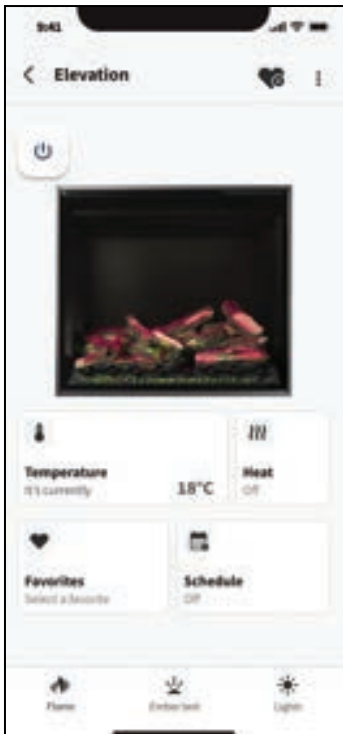 9:41
Elevation
Temperature
It's currently
18°C
Heat
Off
Favorites
Select a favorite
Schedule
Off
Flame
Ember bed
Lights